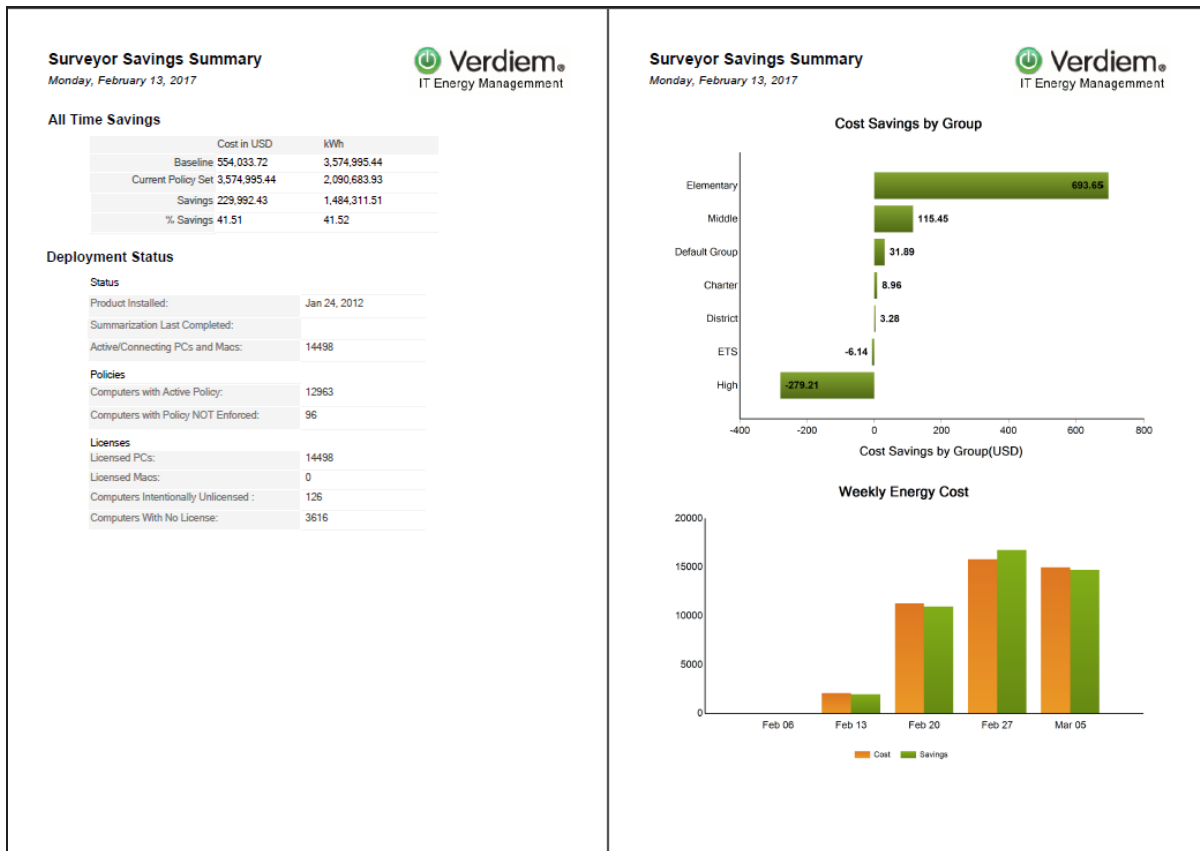 Surveyor Savings Summary
Monday, February 13, 2017
Verdiem®
IT Energy Managemment
All Time Savings
Cost in USD kWh
Baseline 554,033.72 3,574,995.44
Current Policy Set 3,574,995.44 2,090,683.93
Savings 229,992.43 1,484,311.51
% Savings 41.51 41.52
Deployment Status
Status
Product Installed: Jan 24, 2012
Summarization Last Completed:
Active/Connecting PCs and Macs: 14498
Policies
Computers with Active Policy: 12963
Computers with Policy NOT Enforced: 96
Licenses
Licensed PCs: 14498
Licensed Macs: 0
Computers Intentionally Unlicensed : 126
Computers With No License: 3616
Surveyor Savings Summary
Monday, February 13, 2017
Verdiem®
IT Energy Managemment
Cost Savings by Group
Elementary 693.65
Middle 115.45
Default Group 31.89
Charter 8.96
District 3.28
ETS -6.14
High -279.21
-400 -200 0 200 400 600 800
Cost Savings by Group(USD)
Weekly Energy Cost
20000
15000
10000
5000
0
Feb 06 Feb 13 Feb 20 Feb 27 Mar 05
Cost Savings